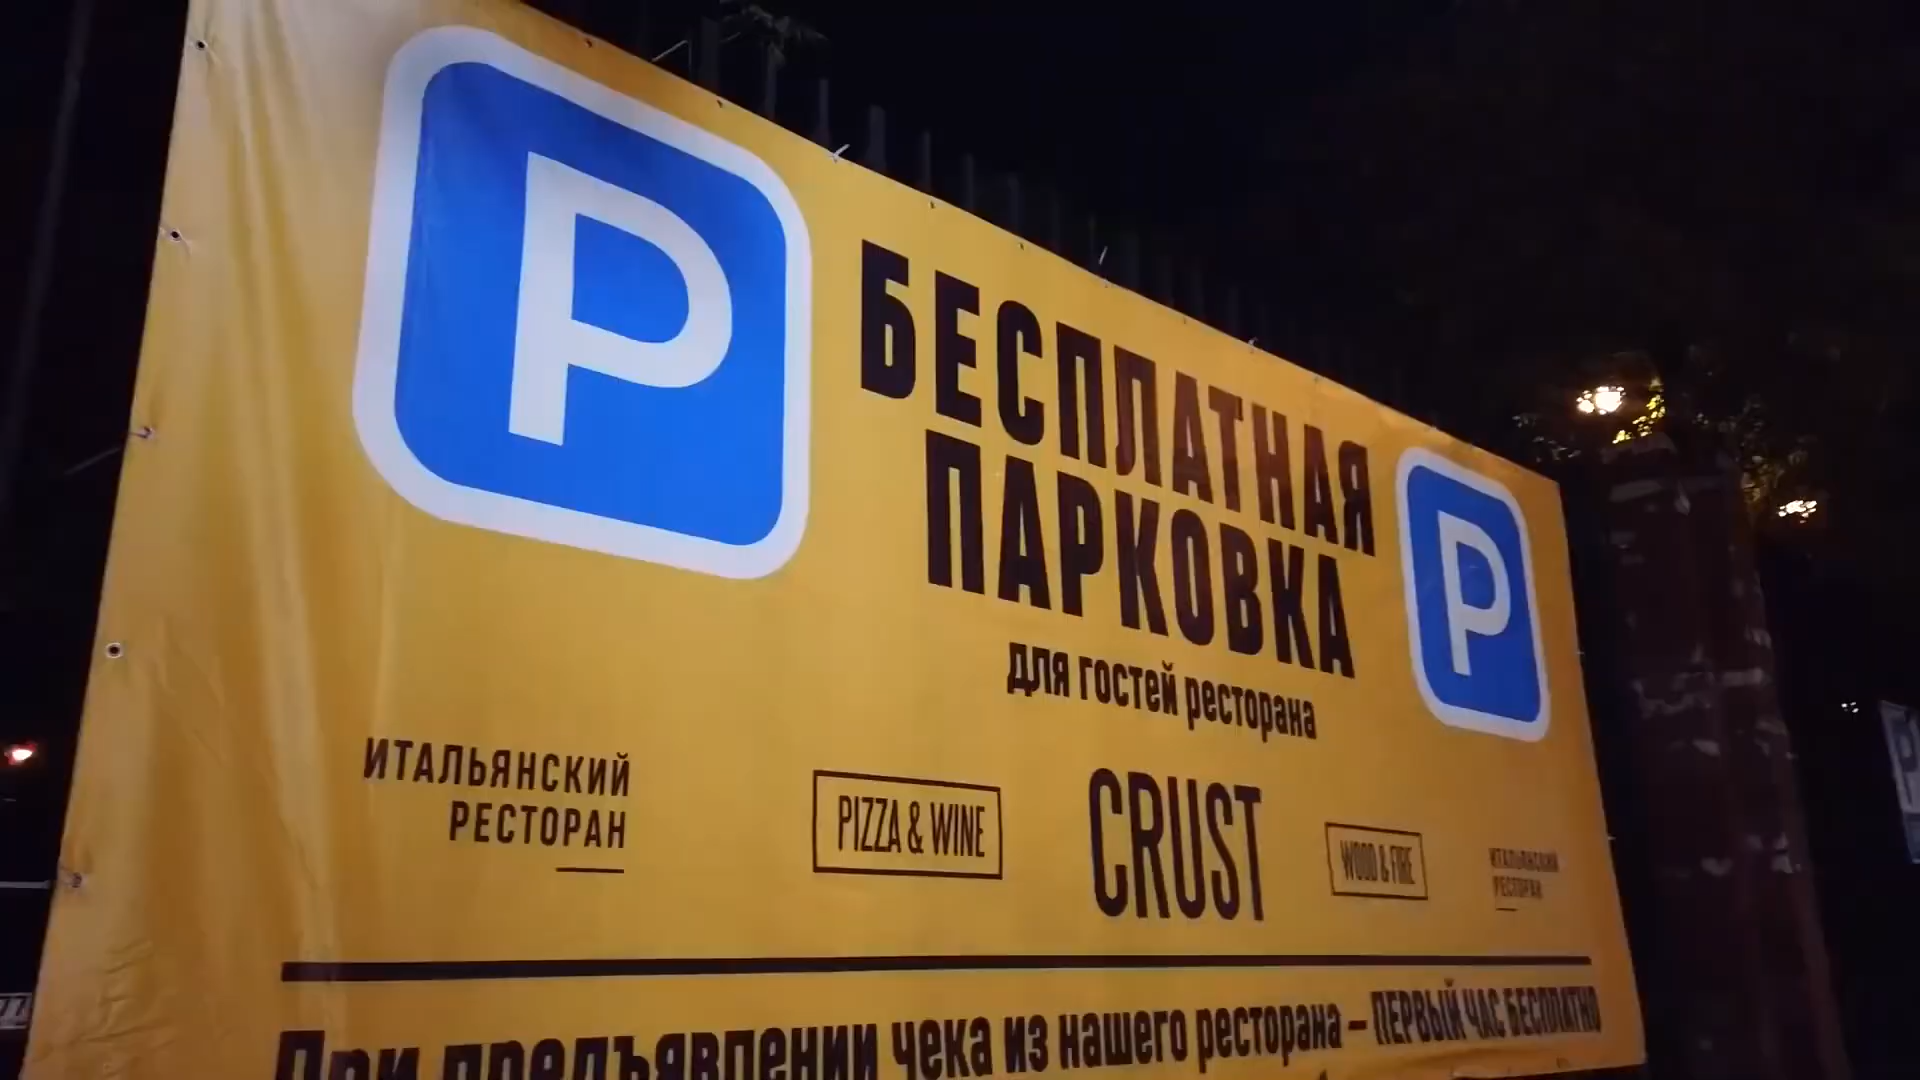 P
БЕСПЛАТНАЯ
ПАРКОВКА
P
для гостей ресторана
ИТАЛЬЯНСКИЙ
РЕСТОРАН
PIZZA & WINE
CRUST
WOOD & FIRE
ИТАЛЬЯНСКИЙ
РЕСТОРАН
При предъявлении чека из нашего ресторана – ПЕРВЫЙ ЧАС БЕСПЛАТНО